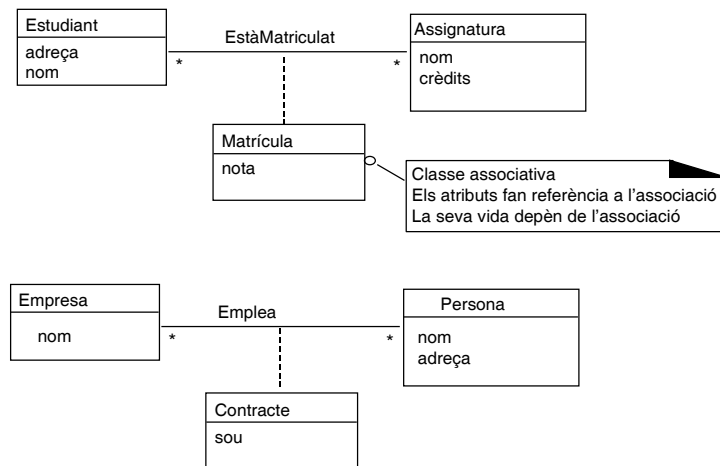 Estudiant
adreça
nom
EstàMatriculat
*
*
Assignatura
nom
crèdits
Matrícula
nota
Classe associativa
Els atributs fan referència a l'associació
La seva vida depèn de l'associació
Empresa
nom
Emplea
*
*
Persona
nom
adreça
Contracte
sou